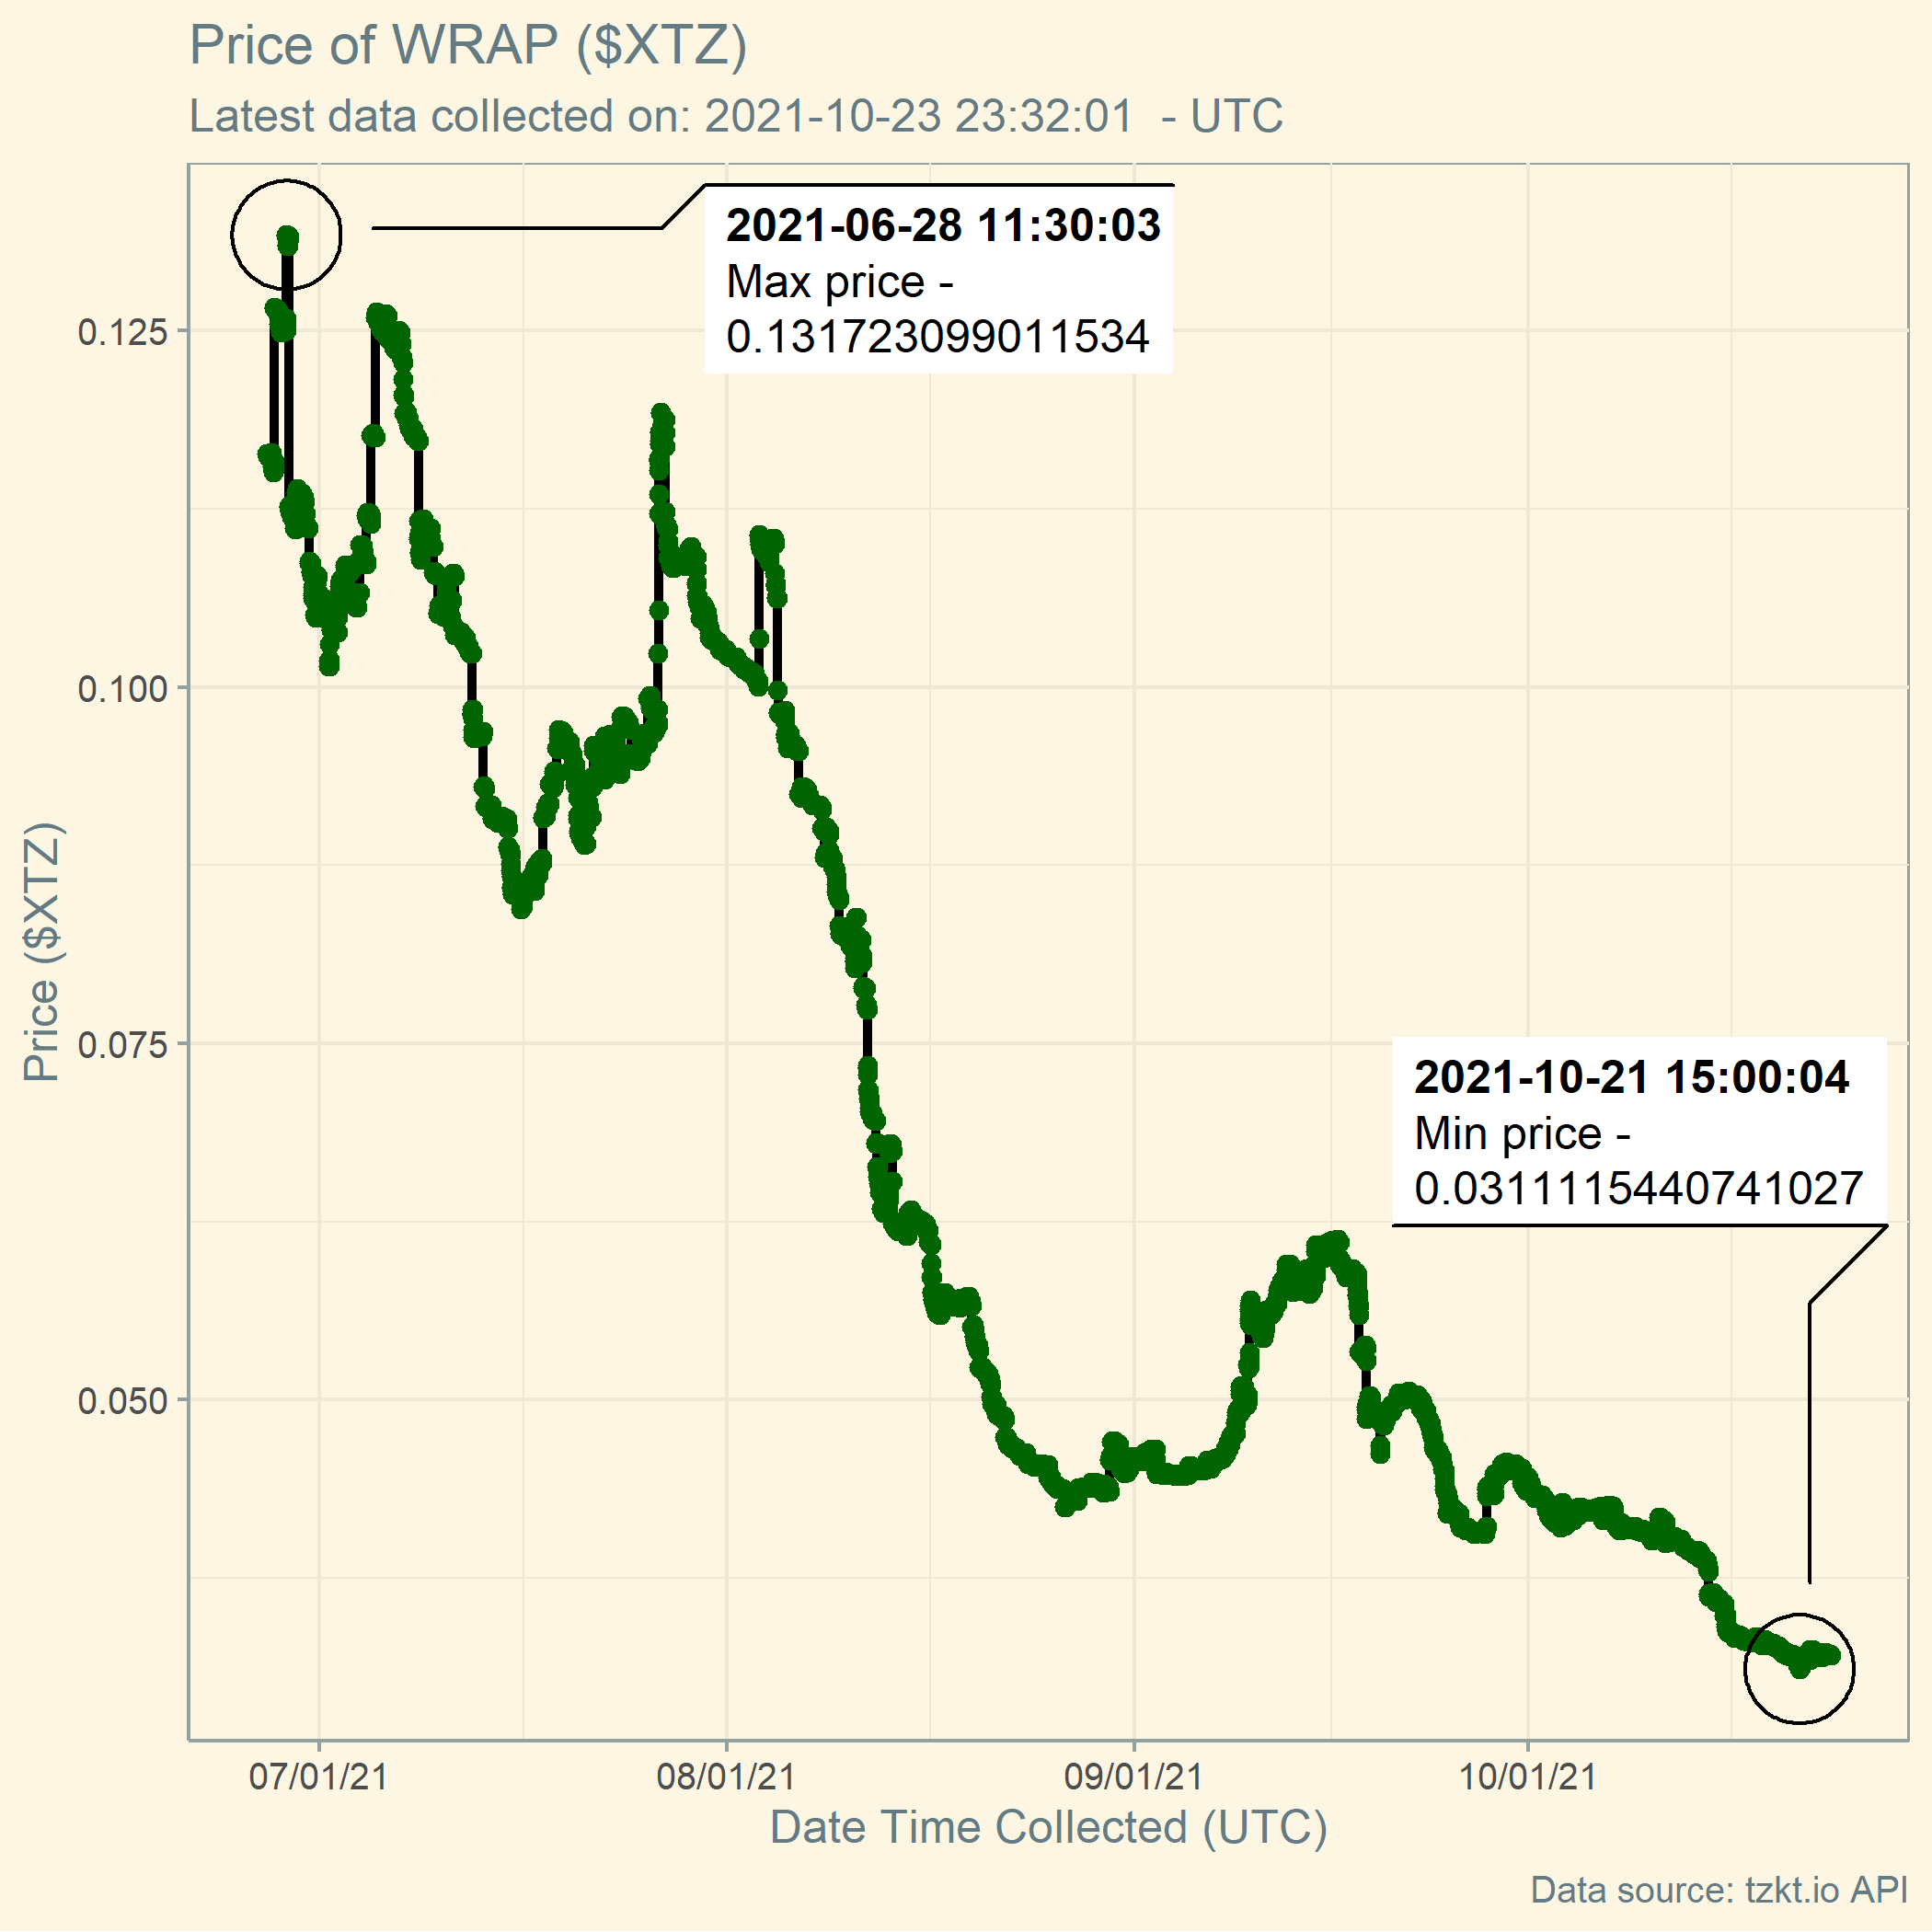 Price of WRAP ($XTZ)
Latest data collected on: 2021-10-23 23:32:01  - UTC
2021-06-28 11:30:03
Max price -
0.131723099011534
0.125
0.100
0.075
0.050
Price ($XTZ)
2021-10-21 15:00:04
Min price -
0.0311115440741027
07/01/21
08/01/21
09/01/21
10/01/21
Date Time Collected (UTC)
Data source: tzkt.io API